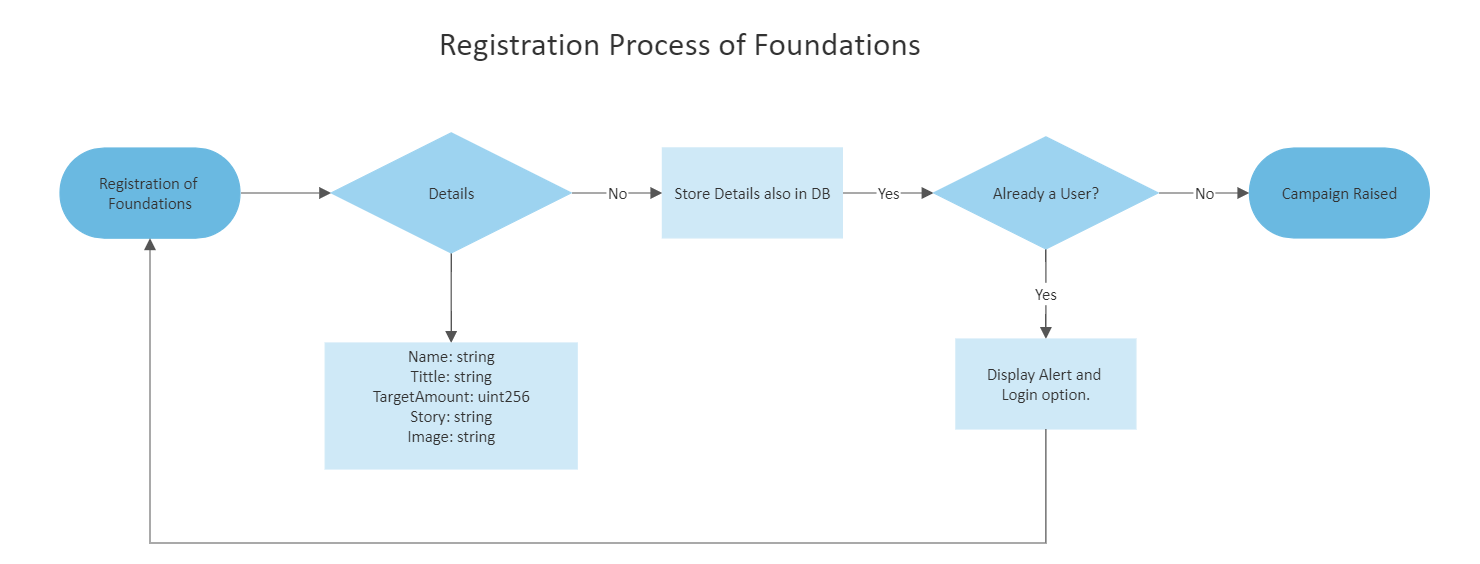 Registration Process of Foundations
Registration of
Foundations
Details
No
Store Details also in DB
Yes
Already a User?
No
Campaign Raised
Yes
Name: string
Tittle: string
TargetAmount: uint256
Story: string
Image: string
Display Alert and
Login option.